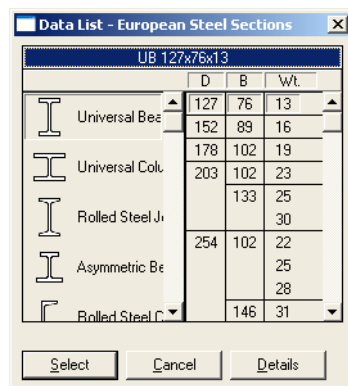 Data List - European Steel Sections
UB 127x76x13
D B Wt.
127 76 13
152 89 16
178 102 19
203 102 23
133 25
30
254 102 22
25
28
146 31
Universal Bea
Universal Colu
Rolled Steel Jo
Asymmetric Be
Rolled Steel C
Select Cancel Details